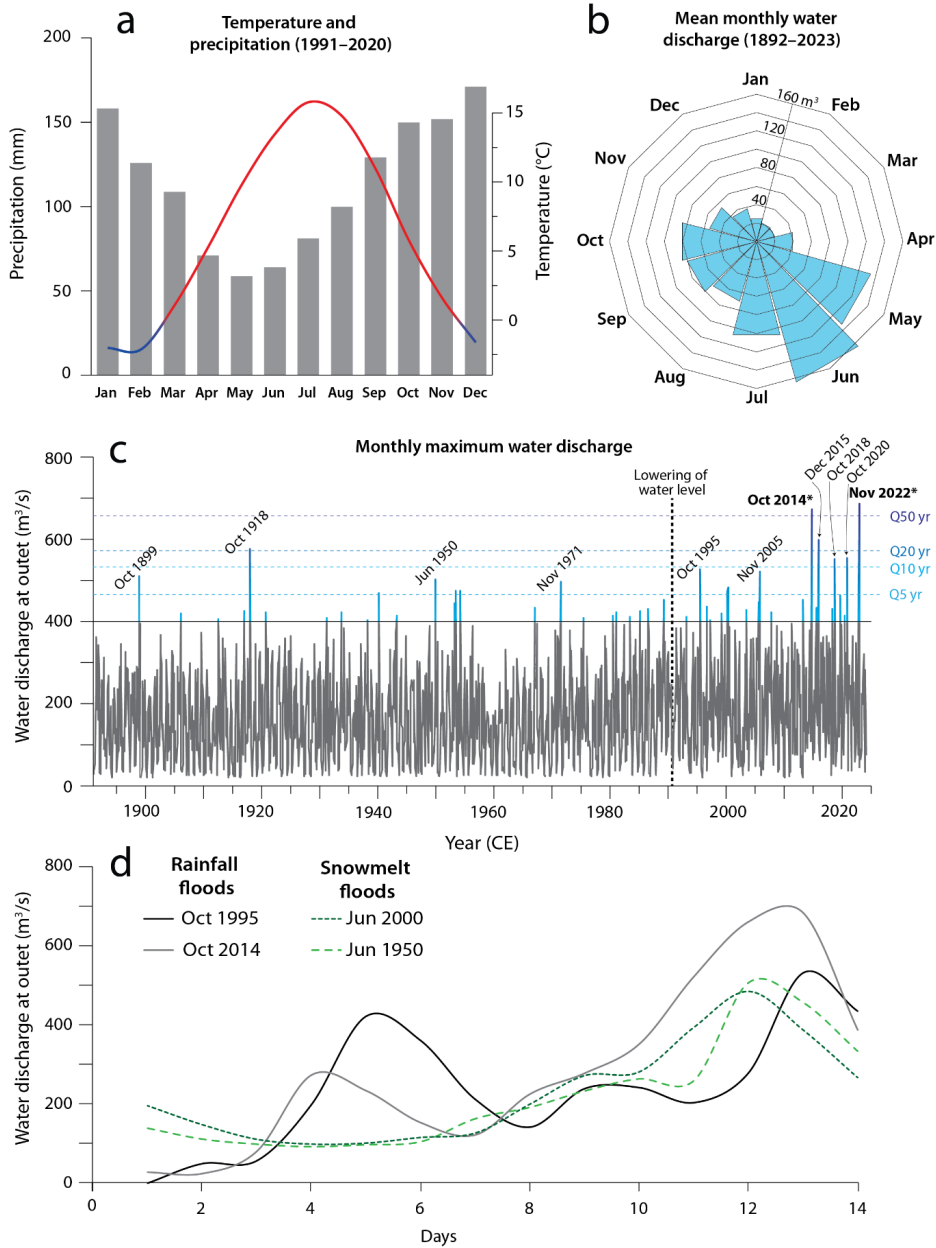 a
Temperature and
precipitation (1991–2020)
200
150
100
50
0
Precipitation (mm)
15
10
5
0
Temperature (°C)
Jan Feb Mar Apr May Jun Jul Aug Sep Oct Nov Dec
b
Mean monthly water
discharge (1892–2023)
Jan
Feb
Mar
Apr
May
Jun
Jul
Aug
Sep
Oct
Nov
Dec
160 m³
120
80
40
c
Monthly maximum water discharge
800
600
400
200
0
Water discharge at outet (m³/s)
Oct 1899
Oct 1918
Jun 1950
Nov 1971
Lowering of
water level
Oct 1995
Nov 2005
Oct 2014*
Dec 2015
Oct 2018
Oct 2020
Nov 2022*
Q50 yr
Q20 yr
Q10 yr
Q5 yr
1900 1920 1940 1960 1980 2000 2020
Year (CE)
d
800
600
400
200
0
Water discharge at outet (m³/s)
Rainfall
floods
Oct 1995
Oct 2014
Snowmelt
floods
Jun 2000
Jun 1950
0 2 4 6 8 10 12 14
Days